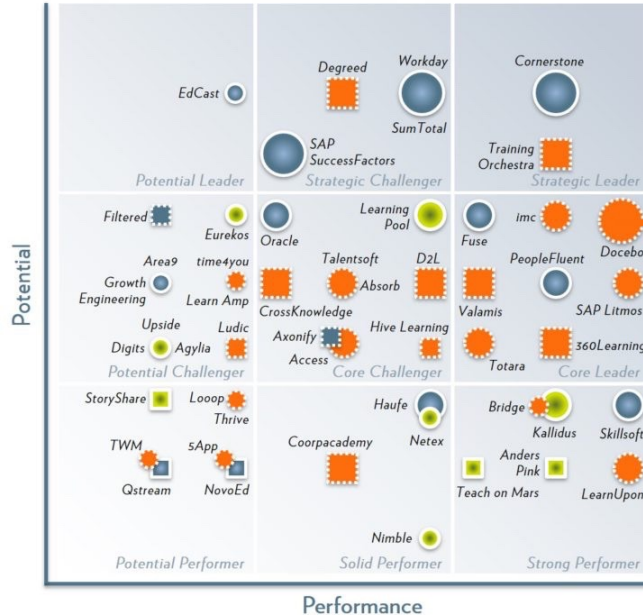 Potential
Degreed
Workday
Cornerstone
EdCast
SumTotal
SAP
SuccessFactors
Training
Orchestra
Potential Leader
Strategic Challenger
Strategic Leader
Filtered
Eurekos
Oracle
Learning
Pool
Fuse
imc
Docebo
Area9
time4you
Talentsoft
D2L
PeopleFluent
Growth
Engineering
Learn Amp
CrossKnowledge
Absorb
Valamis
SAP Litmos
Upside
Digits
Agylia
Ludic
Axonify
Access
Hive Learning
Totara
360Learning
Potential Challenger
Core Challenger
Core Leader
StoryShare
Looop
Thrive
Haufe
Netex
Bridge
Kallidus
Skillsoft
TWM
5App
Coorpacademy
Anders
Pink
Qstream
NovoEd
Teach on Mars
LearnUpon
Nimble
Potential Performer
Solid Performer
Strong Performer
Performance